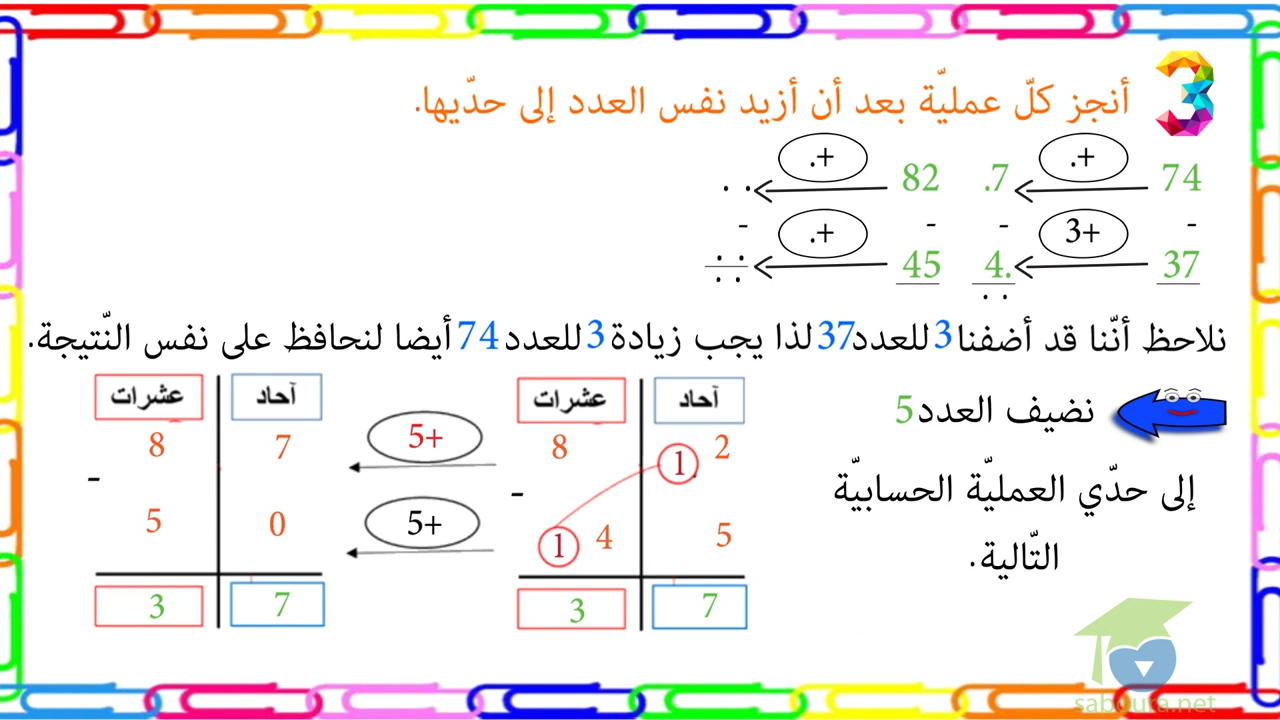 3 أنجز كلّ عمليّة بعد أن أزيد نفس العدد إلى حدّيها.
74 +. 7. 82 +. . .
- - - -
37 +3 4. 45 +. . .
. . . .
نلاحظ أنّنا قد أضفنا 3 للعدد 37 لذا يجب زيادة 3 للعدد 74 أيضا لنحافظ على نفس النّتيجة.
نضيف العدد 5
إلى حدّي العمليّة الحسابيّة
التّالية.
آحاد عشرات
2 1 8
-
5 4 1
7 3
+5
+5
آحاد عشرات
7 8
-
0 5
7 3
saboura.net